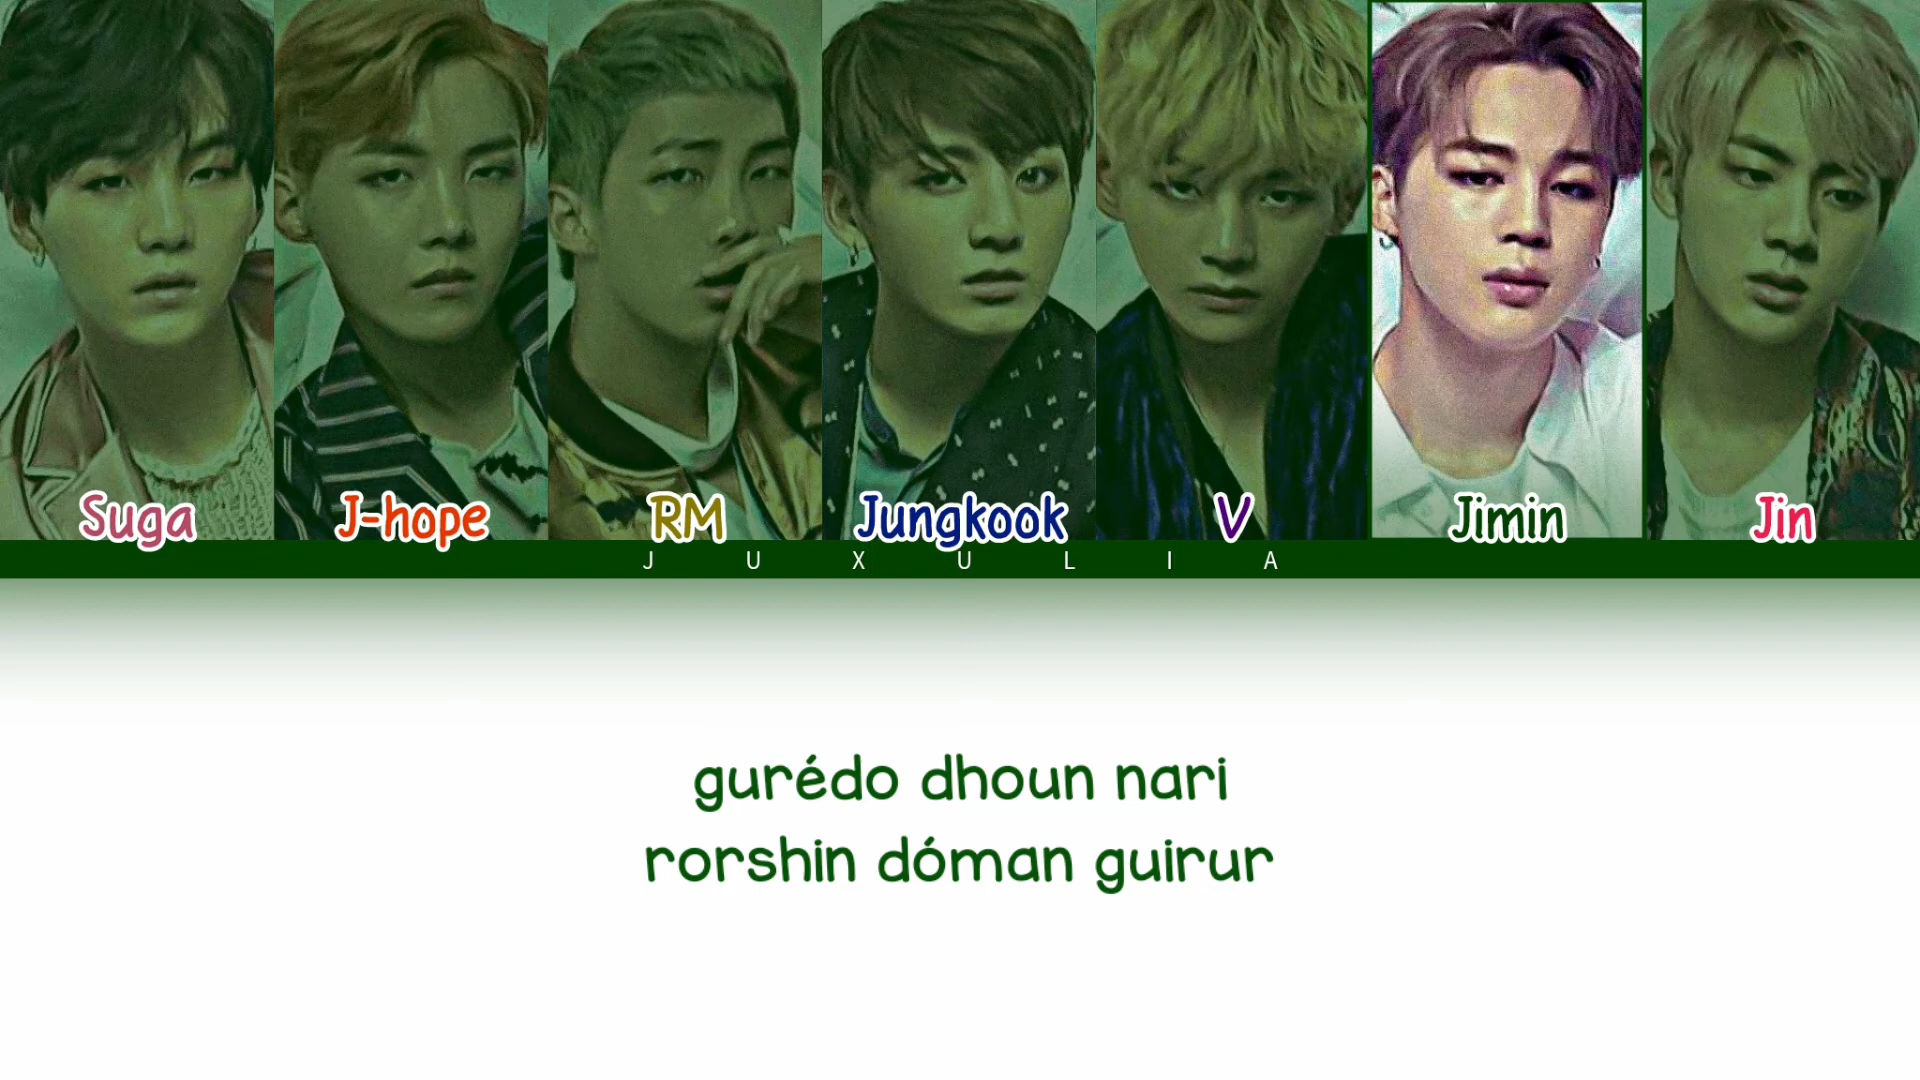 Suga J-hope RM Jungkook V Jimin Jin
J U X U L I A
gurédo dhoun nari
rorshin dóman guirur